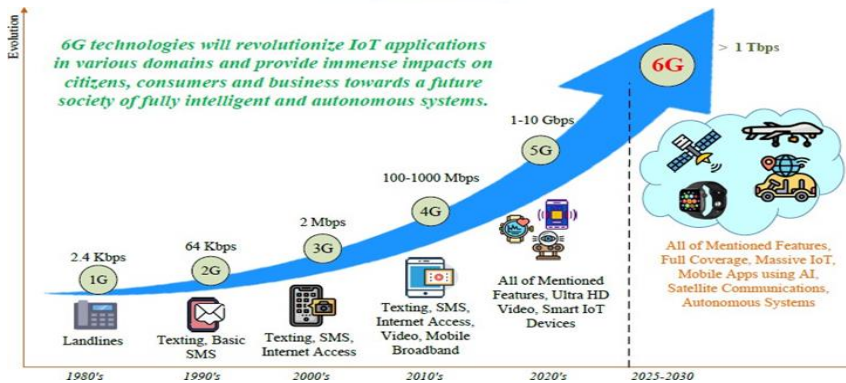 Evolution
6G technologies will revolutionize IoT applications
in various domains and provide immense impacts on
citizens, consumers and business towards a future
society of fully intelligent and autonomous systems.
6G
> 1 Tbps
1-10 Gbps
5G
100-1000 Mbps
4G
2 Mbps
3G
64 Kbps
2G
2.4 Kbps
1G
Landlines
Texting, Basic
SMS
Texting, SMS,
Internet Access
Texting, SMS,
Internet Access,
Video, Mobile
Broadband
All of Mentioned
Features, Ultra HD
Video, Smart IoT
Devices
All of Mentioned Features,
Full Coverage, Massive IoT,
Mobile Apps using AI,
Satellite Communications,
Autonomous Systems
1980's
1990's
2000's
2010's
2020's
2025-2030